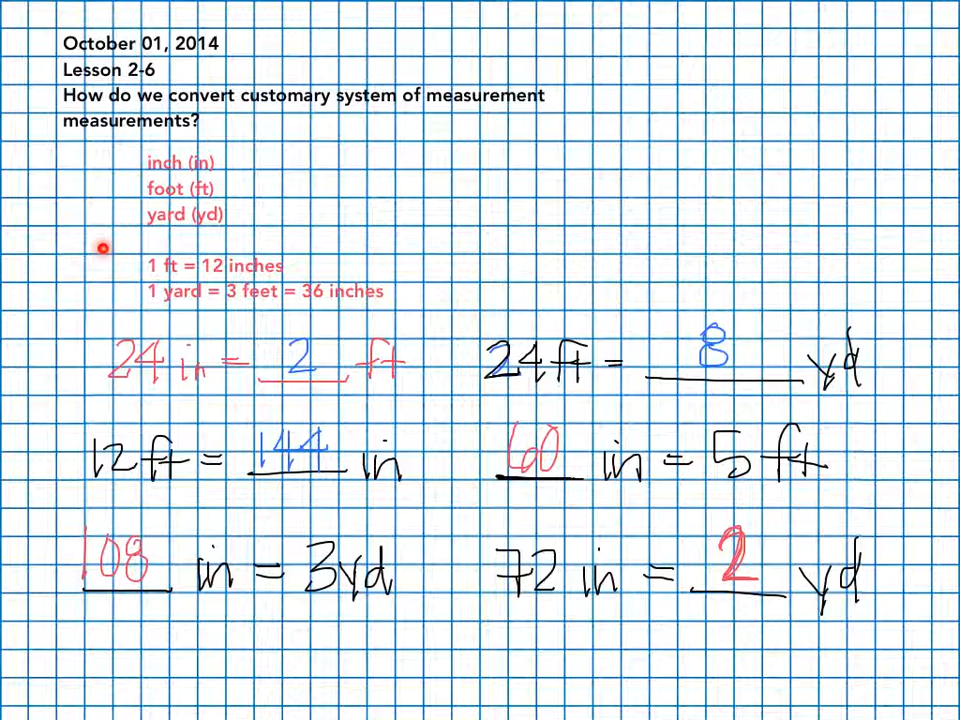 October 01, 2014
Lesson 2-6
How do we convert customary system of measurement
measurements?
inch (in)
foot (ft)
yard (yd)
1 ft = 12 inches
1 yard = 3 feet = 36 inches
24 in = 2 ft
24 ft = 8 yd
12 ft = 144 in
60 in = 5 ft
108 in = 3 yd
72 in = 2 yd